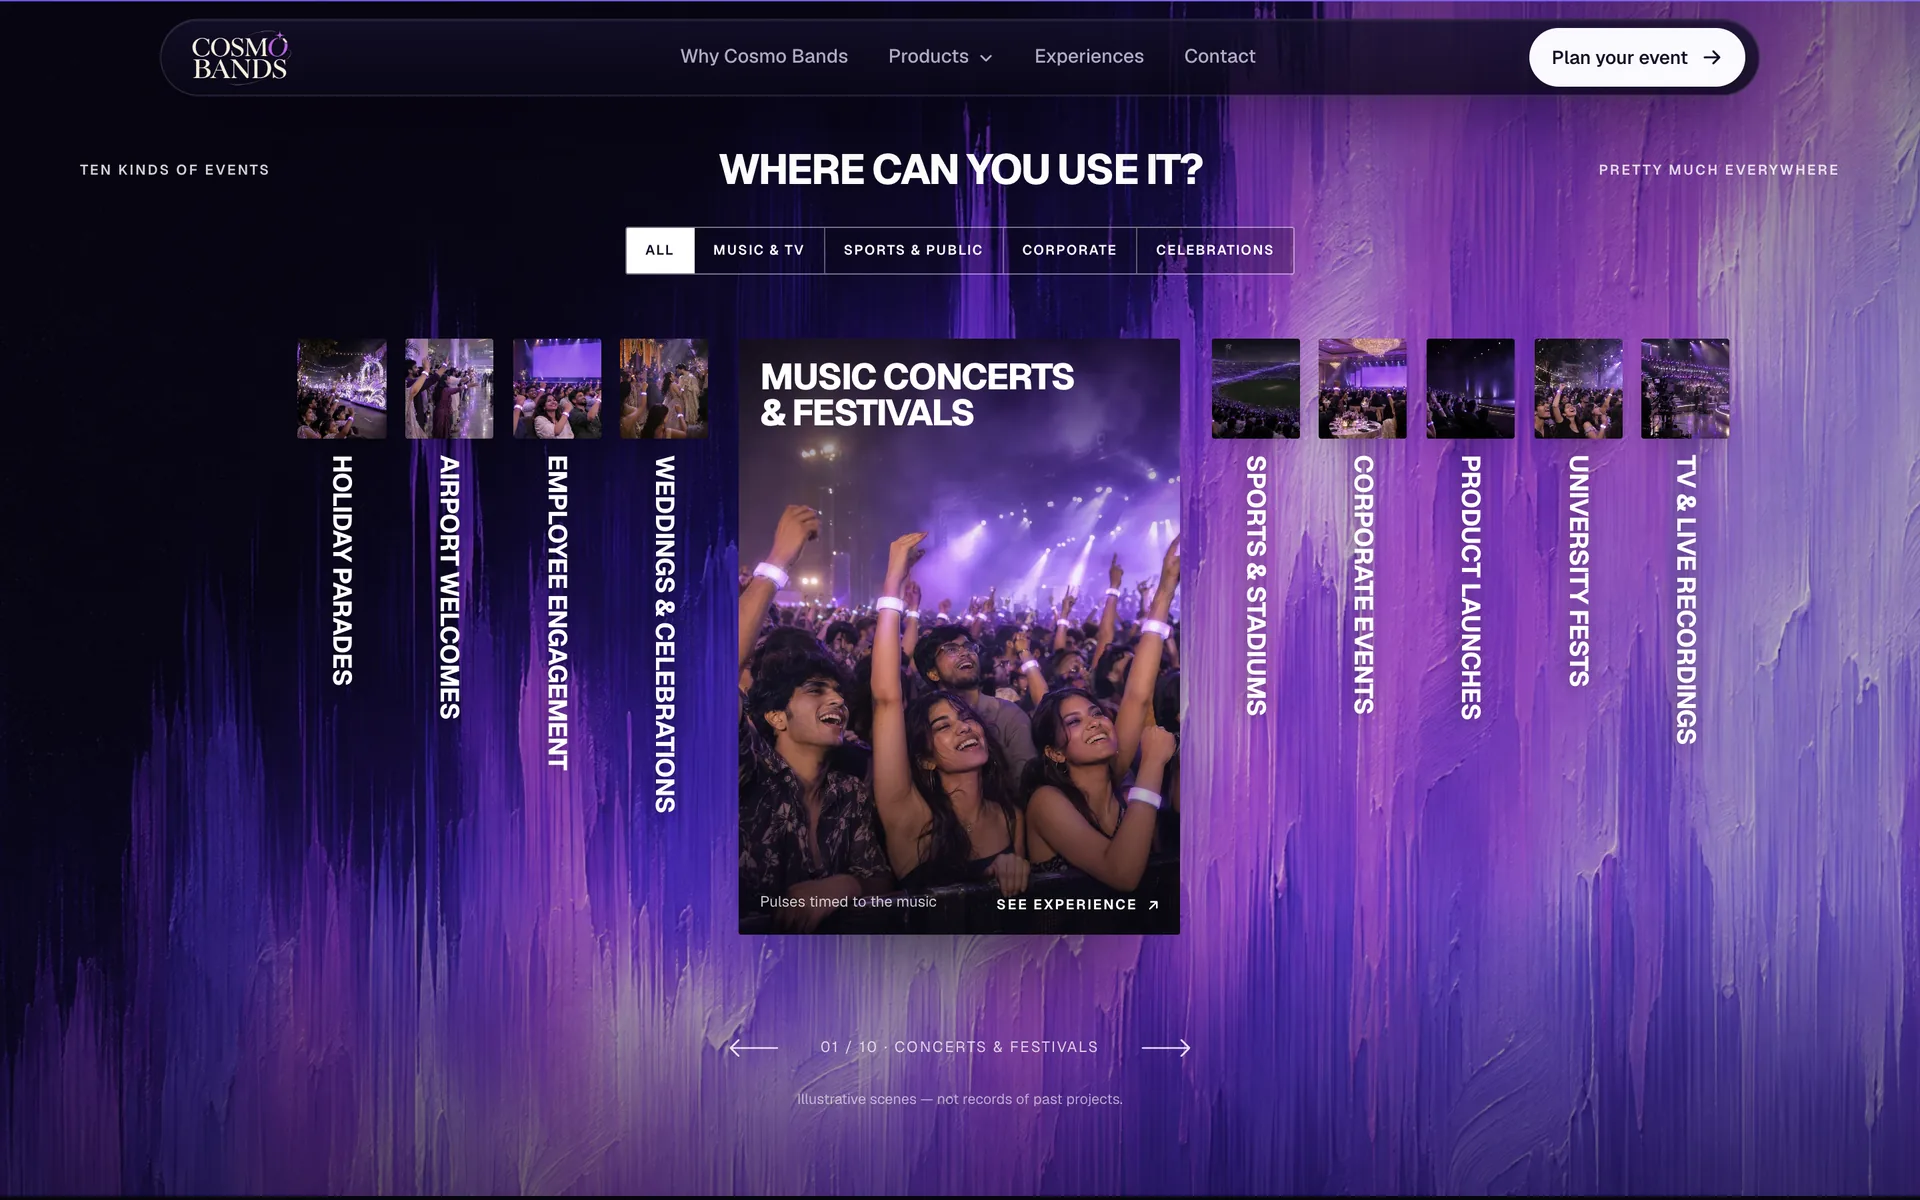 COSMO
BANDS
Why Cosmo Bands
Products
Experiences
Contact
Plan your event
TEN KINDS OF EVENTS
WHERE CAN YOU USE IT?
PRETTY MUCH EVERYWHERE
ALL
MUSIC & TV
SPORTS & PUBLIC
CORPORATE
CELEBRATIONS
HOLIDAY PARADES
AIRPORT WELCOMES
EMPLOYEE ENGAGEMENT
WEDDINGS & CELEBRATIONS
MUSIC CONCERTS
& FESTIVALS
Pulses timed to the music
SEE EXPERIENCE
SPORTS & STADIUMS
CORPORATE EVENTS
PRODUCT LAUNCHES
UNIVERSITY FESTS
TV & LIVE RECORDINGS
01 / 10 · CONCERTS & FESTIVALS
Illustrative scenes — not records of past projects.